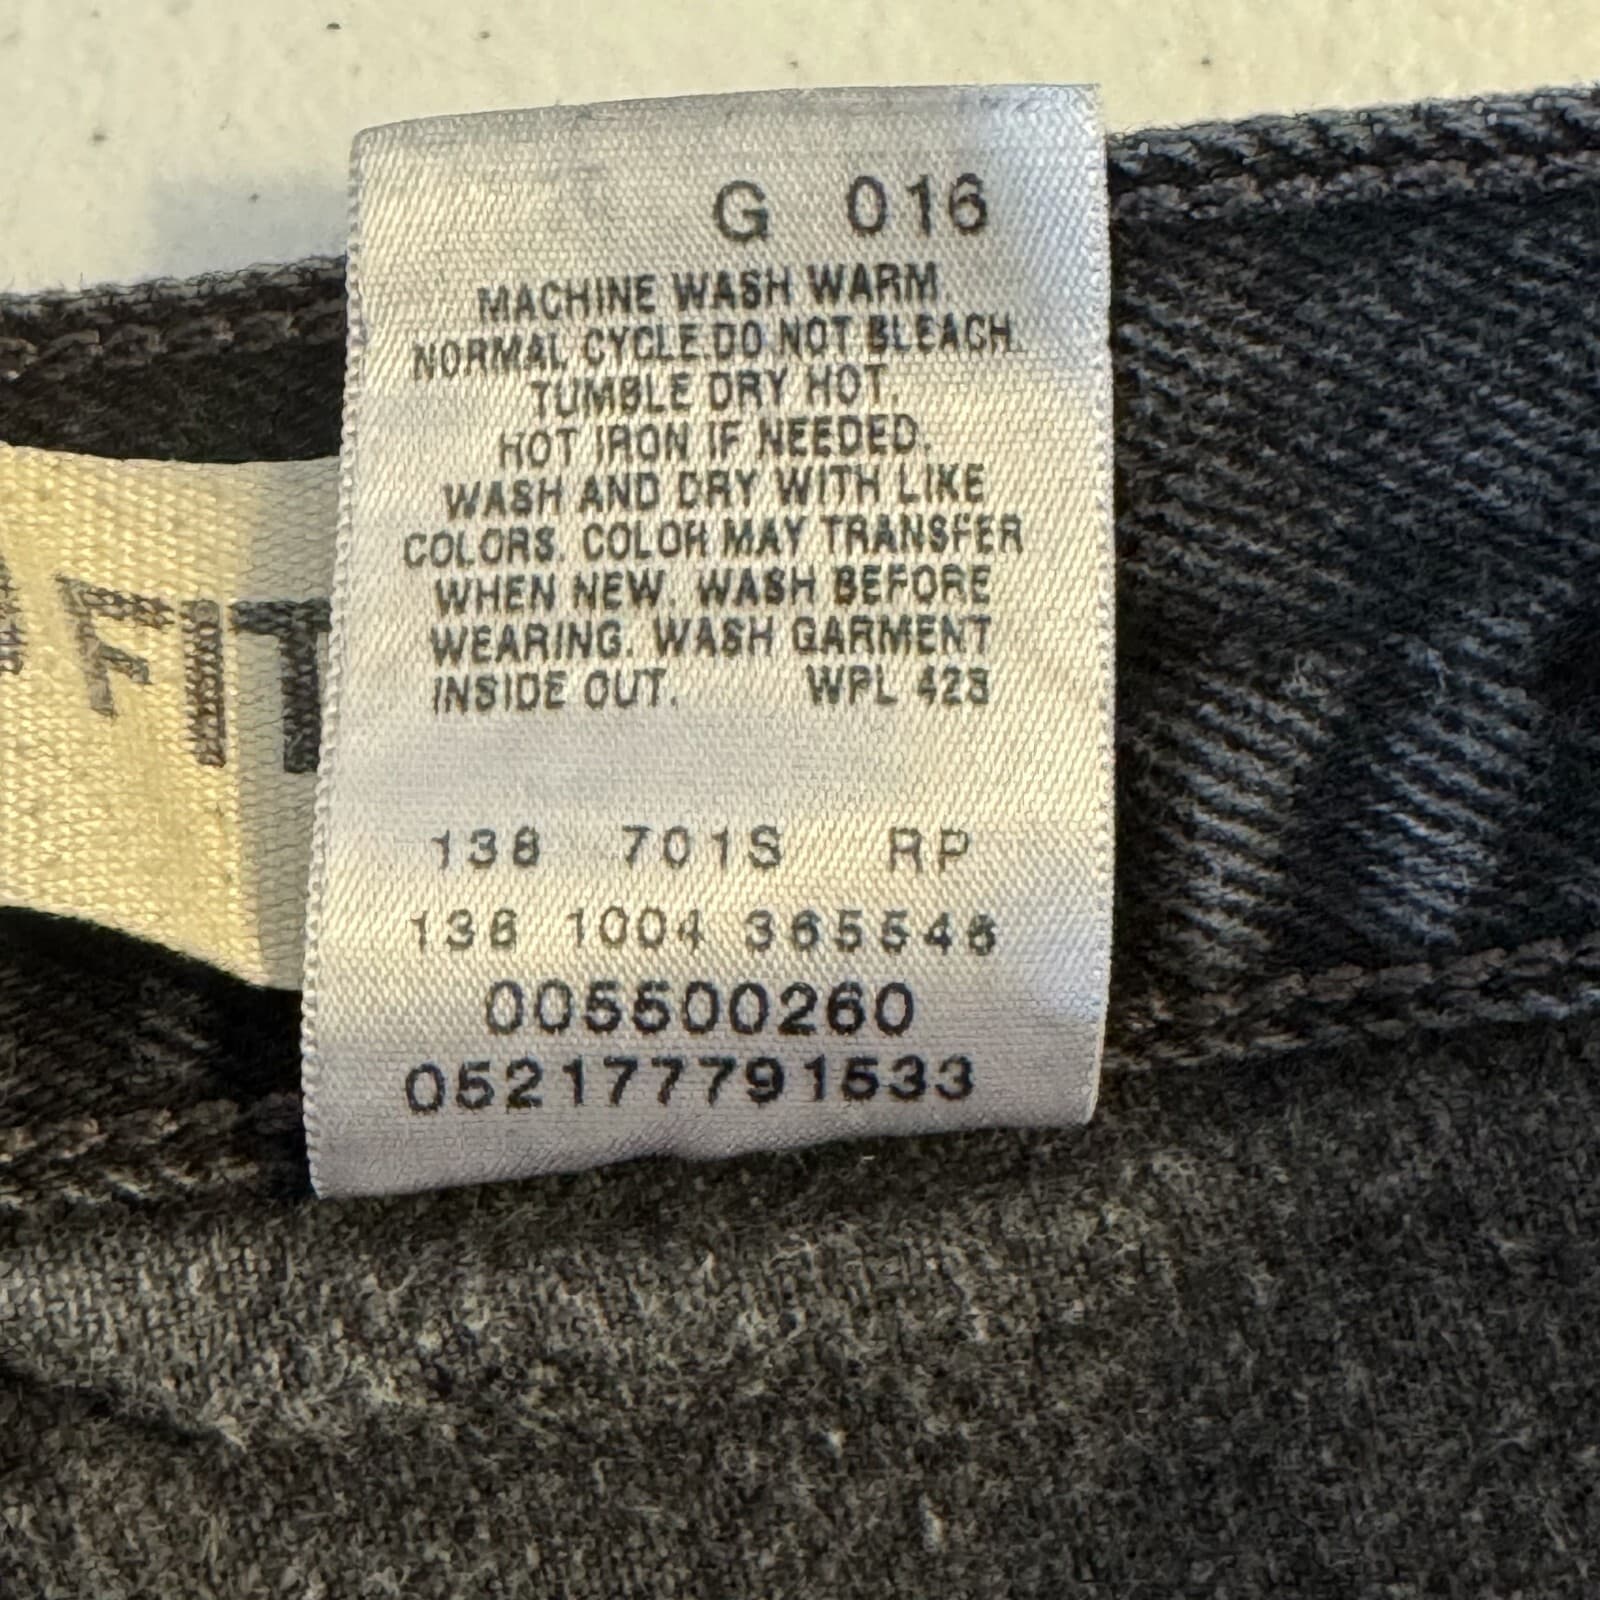 FIT
G 016
MACHINE WASH WARM
NORMAL CYCLE.DO NOT BLEACH.
TUMBLE DRY HOT.
HOT IRON IF NEEDED.
WASH AND DRY WITH LIKE
COLORS. COLOR MAY TRANSFER
WHEN NEW. WASH BEFORE
WEARING. WASH GARMENT
INSIDE OUT. WPL 423
138 701S RP
136 1004 365546
005500260
052177791533